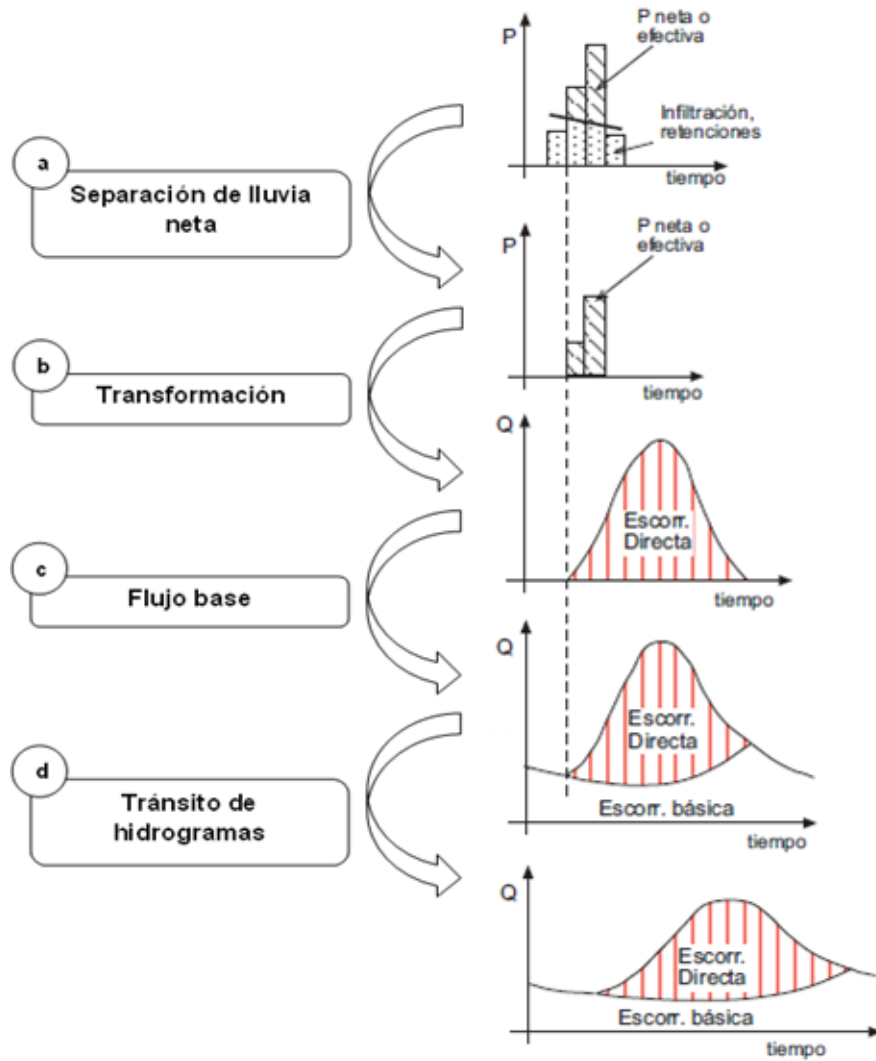 P
P neta o
efectiva
Infiltración,
retenciones
tiempo
a
Separación de lluvia
neta
P
P neta o
efectiva
tiempo
b
Transformación
Q
Escorr.
Directa
tiempo
c
Flujo base
Q
Escorr.
Directa
Escorr. básica
tiempo
d
Tránsito de
hidrogramas
Q
Escorr.
Directa
Escorr. básica
tiempo